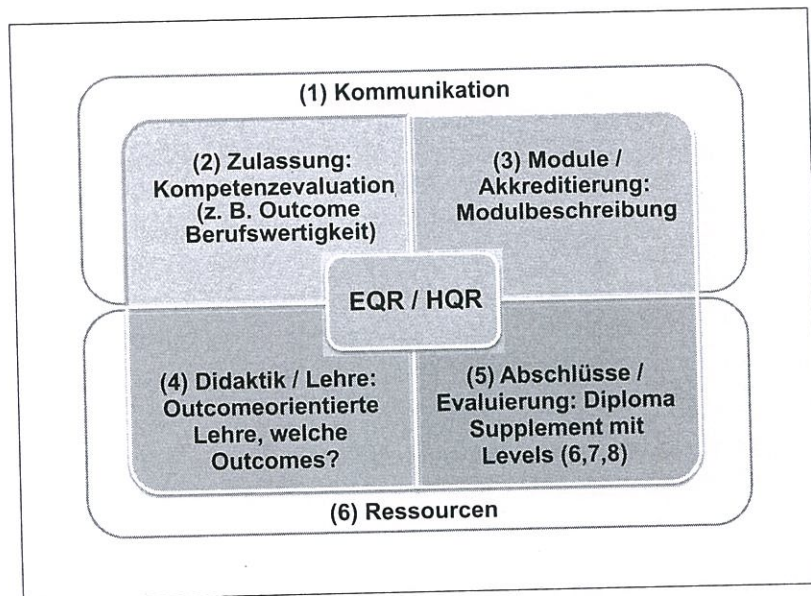 (1) Kommunikation
(2) Zulassung:
Kompetenzevaluation
(z. B. Outcome
Berufswertigkeit)
(3) Module /
Akkreditierung:
Modulbeschreibung
EQR / HQR
(4) Didaktik / Lehre:
Outcomeorientierte
Lehre, welche
Outcomes?
(5) Abschlüsse /
Evaluierung: Diploma
Supplement mit
Levels (6,7,8)
(6) Ressourcen